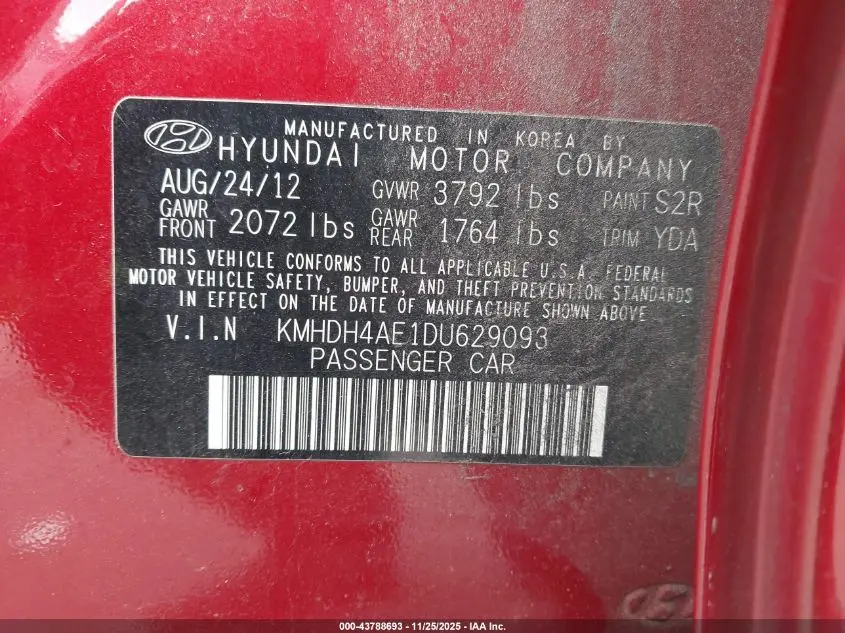 MANUFACTURED IN KOREA BY
HYUNDAI MOTOR COMPANY
AUG/24/12 GVWR 3792 lbs PAINT S2R
GAWR FRONT 2072 lbs GAWR REAR 1764 lbs TRIM YDA
THIS VEHICLE CONFORMS TO ALL APPLICABLE U.S.A. FEDERAL
MOTOR VEHICLE SAFETY, BUMPER, AND THEFT PREVENTION STANDARDS
IN EFFECT ON THE DATE OF MANUFACTURE SHOWN ABOVE
V.I.N KMHDH4AE1DU629093
PASSENGER CAR
000-43788693 - 11/25/2025 - IAA Inc.